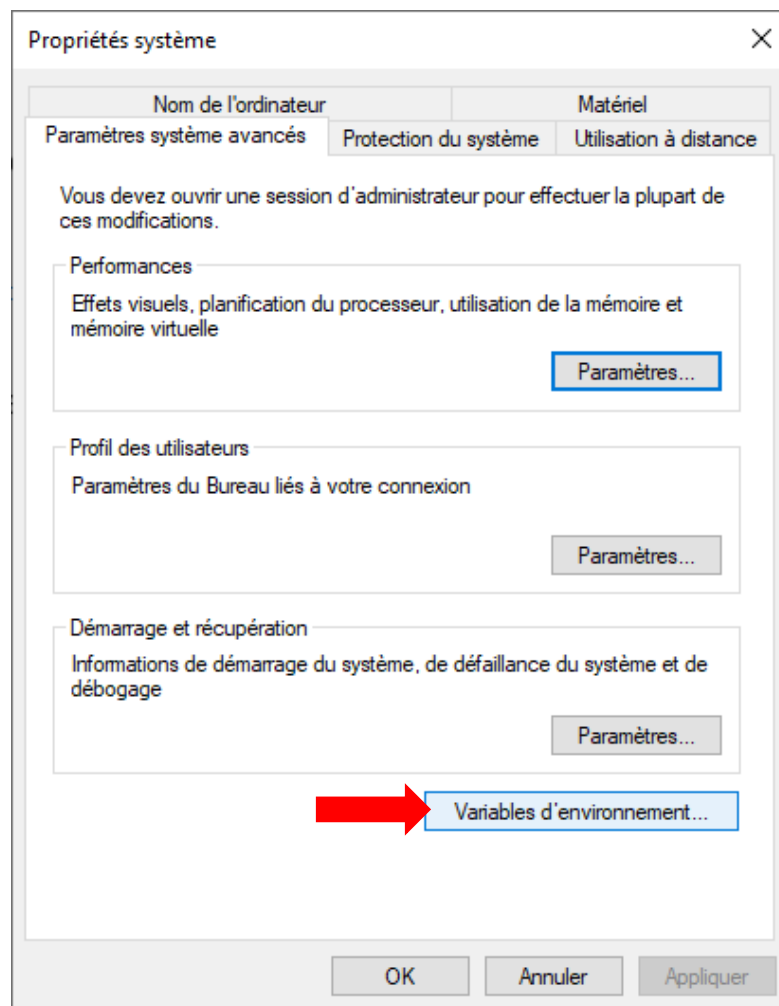 Propriétés système
Nom de l'ordinateur
Matériel
Paramètres système avancés
Protection du système
Utilisation à distance
Vous devez ouvrir une session d'administrateur pour effectuer la plupart de
ces modifications.
Performances
Effets visuels, planification du processeur, utilisation de la mémoire et
mémoire virtuelle
Paramètres...
Profil des utilisateurs
Paramètres du Bureau liés à votre connexion
Paramètres...
Démarrage et récupération
Informations de démarrage du système, de défaillance du système et de
débogage
Paramètres...
Variables d'environnement...
OK
Annuler
Appliquer